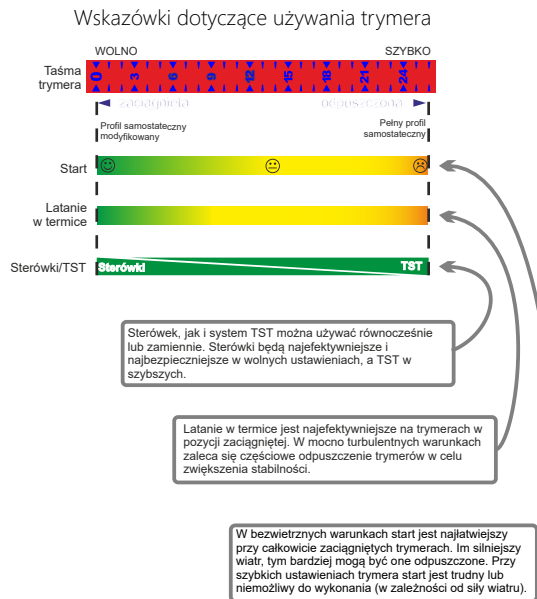 Wskazówki dotyczące używania trymera
WOLNO SZYBKO
Taśma
trymera
0 3 6 9 12 15 18 21 24
zaciągnięta odpuszczona
Profil samostateczny
modyfikowany
Pełny profil
samostateczny
Start
Latanie
w termice
Sterówki/TST
Sterówki TST
Sterówek, jak i system TST można używać równocześnie
lub zamiennie. Sterówki będą najefektywniejsze i
najbezpieczniejsze w wolnych ustawieniach, a TST w
szybszych.
Latanie w termice jest najefektywniejsze na trymerach w
pozycji zaciągniętej. W mocno turbulentnych warunkach
zaleca się częściowe odpuszczenie trymerów w celu
zwiększenia stabilności.
W bezwietrznych warunkach start jest najłatwiejszy
przy całkowicie zaciągniętych trymerach. Im silniejszy
wiatr, tym bardziej mogą być one odpuszczone. Przy
szybkich ustawieniach trymera start jest trudny lub
niemożliwy do wykonania (w zależności od siły wiatru).